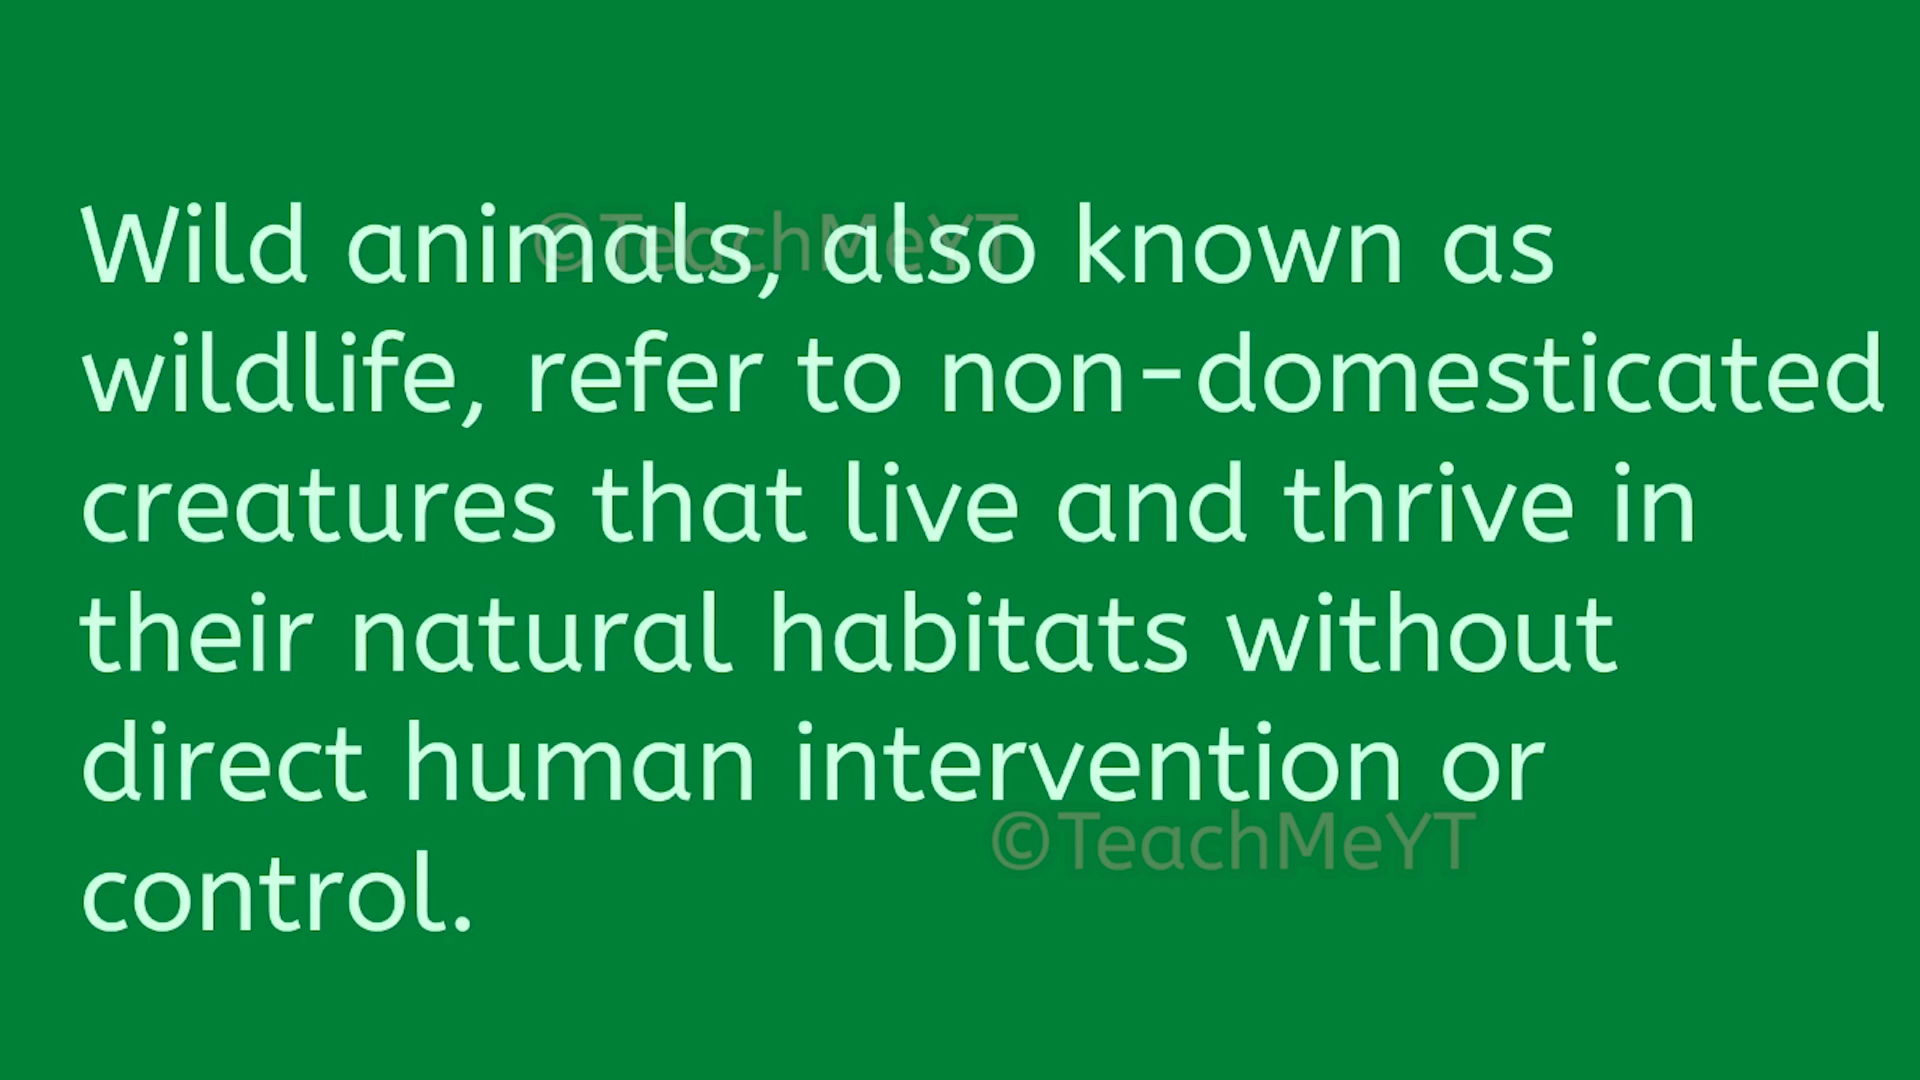 Wild animals, also known as
©TeachMeYT
wildlife, refer to non-domesticated
creatures that live and thrive in
their natural habitats without
direct human intervention or
©TeachMeYT
control.